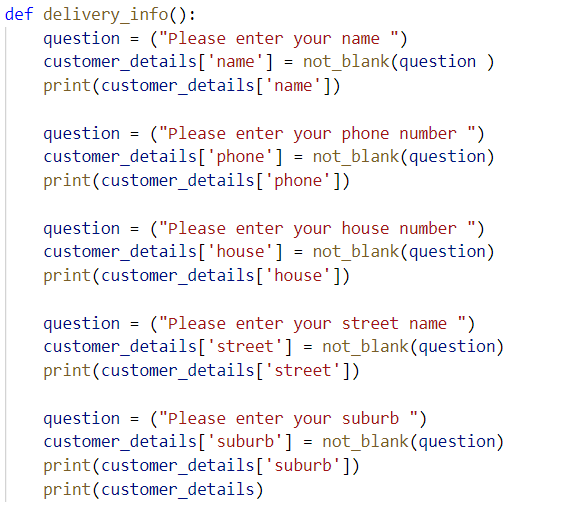 def delivery_info():
    question = ("Please enter your name ")
    customer_details['name'] = not_blank(question )
    print(customer_details['name'])

    question = ("Please enter your phone number ")
    customer_details['phone'] = not_blank(question)
    print(customer_details['phone'])

    question = ("Please enter your house number ")
    customer_details['house'] = not_blank(question)
    print(customer_details['house'])

    question = ("Please enter your street name ")
    customer_details['street'] = not_blank(question)
    print(customer_details['street'])

    question = ("Please enter your suburb ")
    customer_details['suburb'] = not_blank(question)
    print(customer_details['suburb'])
    print(customer_details)